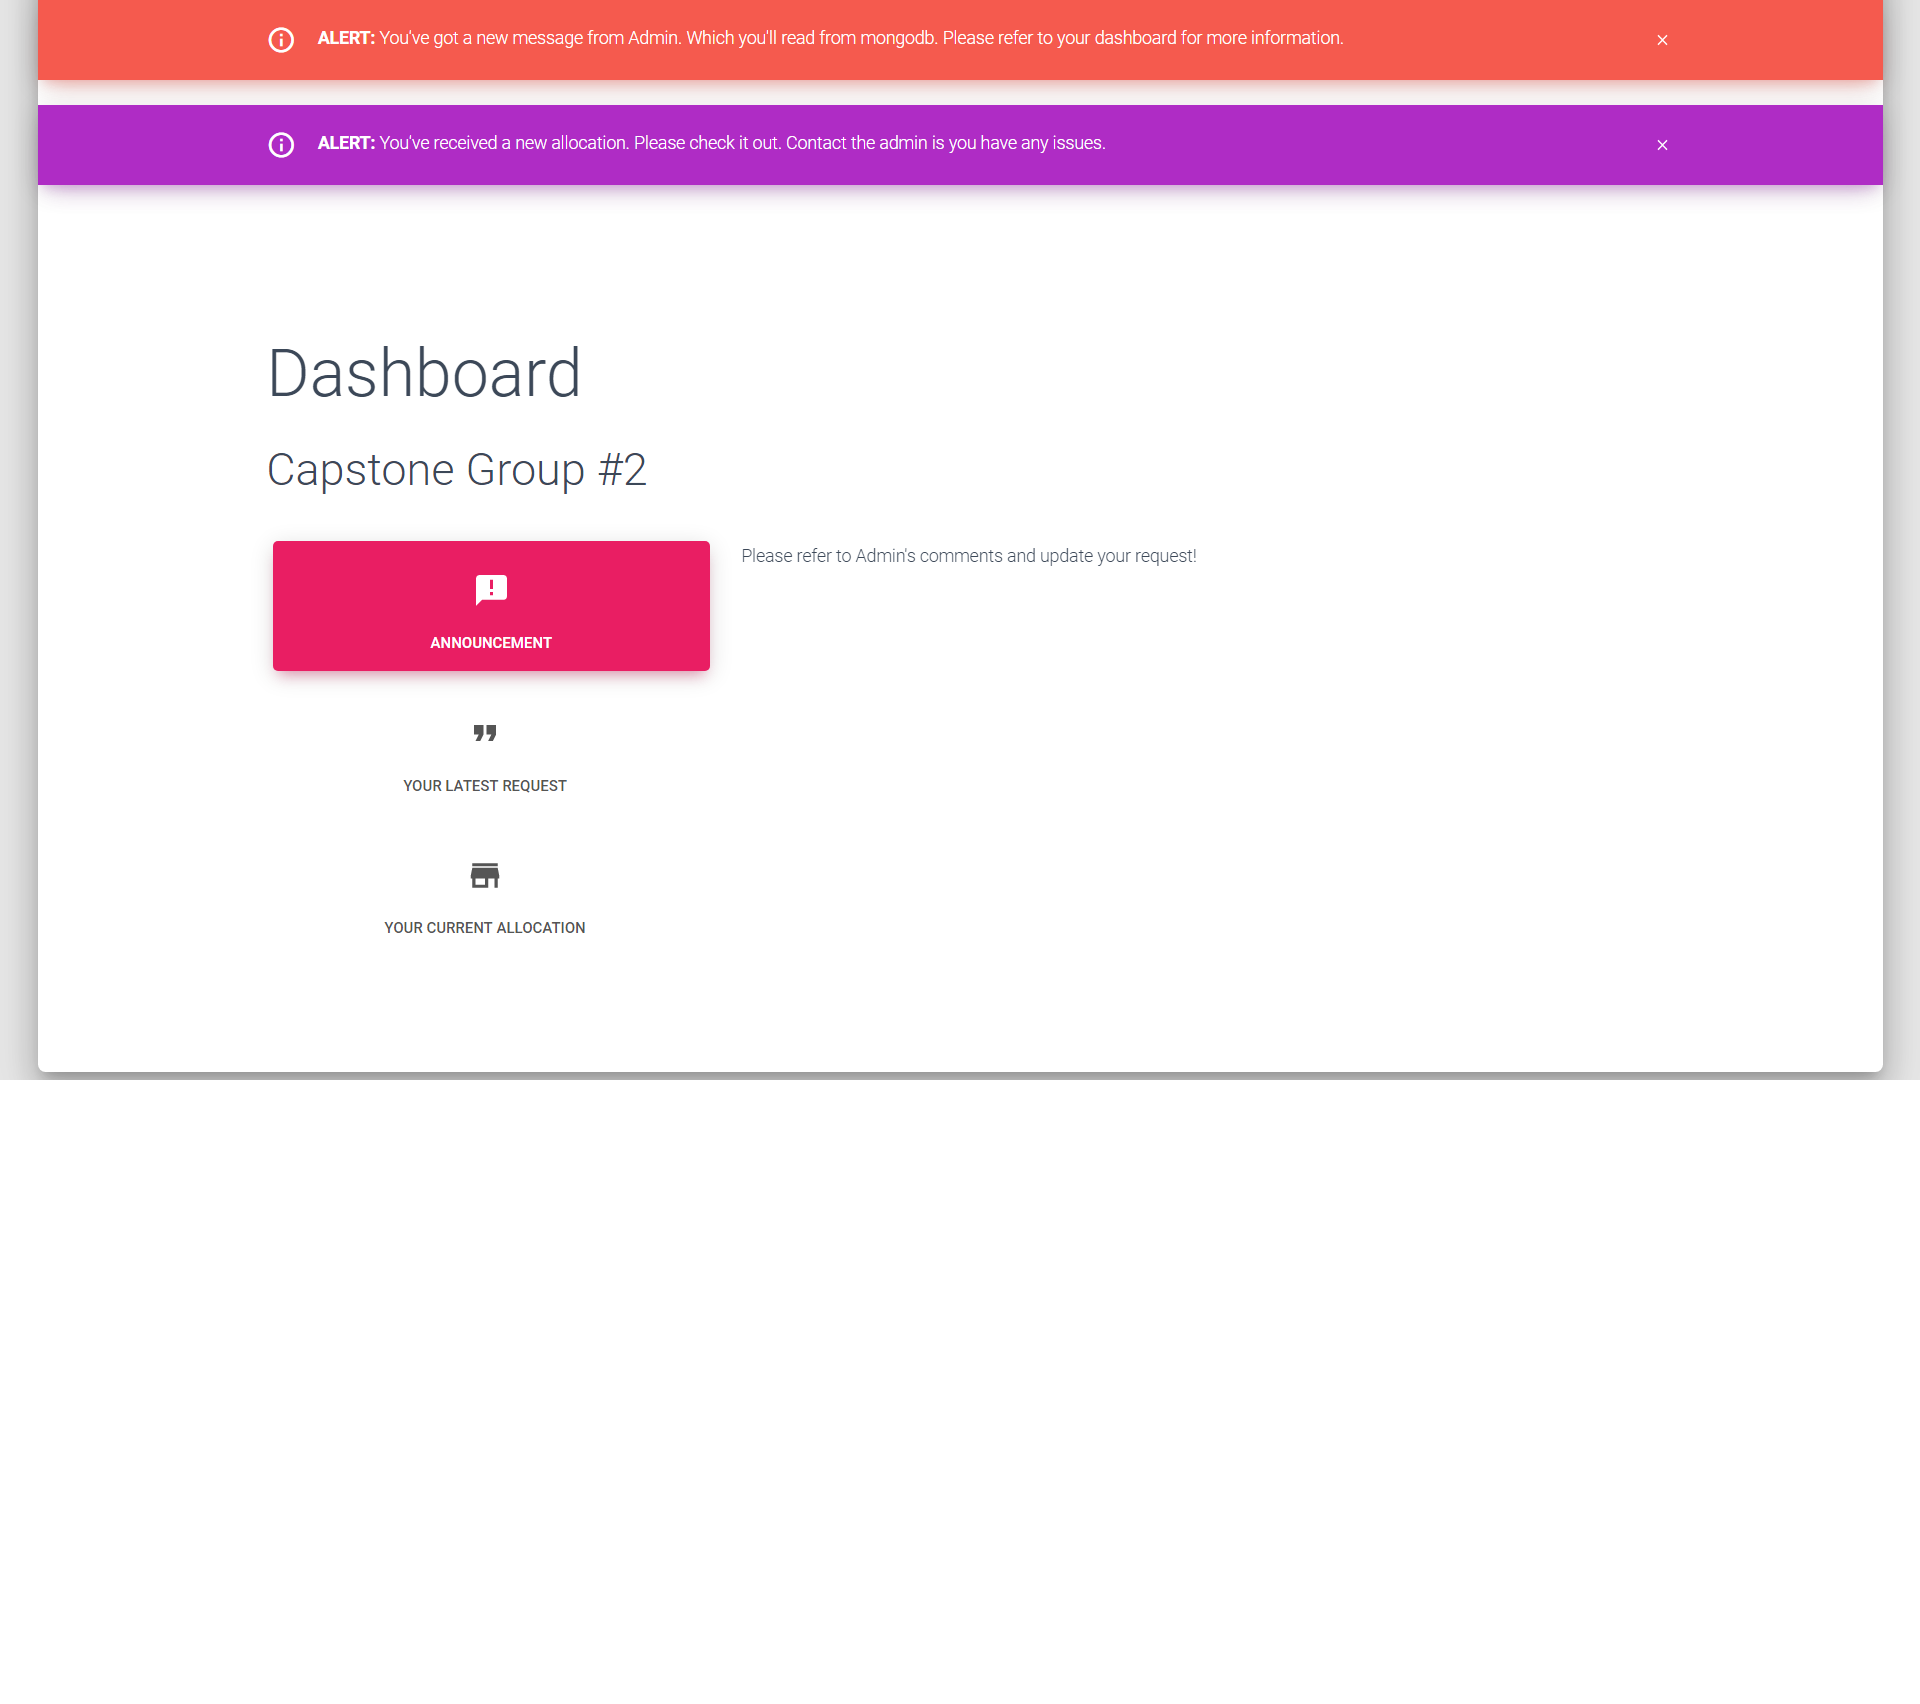 ALERT: You've got a new message from Admin. Which you'll read from mongodb. Please refer to your dashboard for more information.
ALERT: You've received a new allocation. Please check it out. Contact the admin is you have any issues.
Dashboard
Capstone Group #2
Please refer to Admin's comments and update your request!
ANNOUNCEMENT
YOUR LATEST REQUEST
YOUR CURRENT ALLOCATION